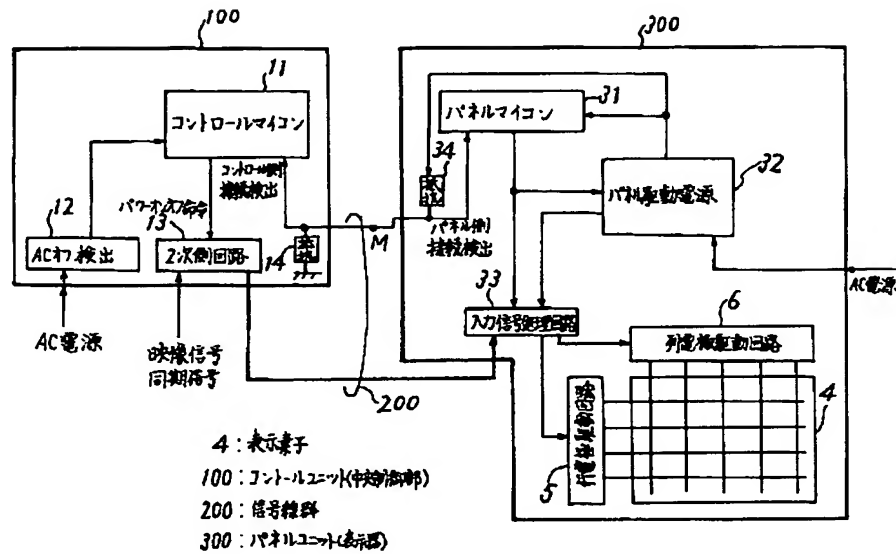 100
300
11
コントロールマイコン
31
パネルマイコン
34
抵抗
32
パネル駆動電源
コントロール側
接続検出
パワーオンオフ命令
12
ACオフ検出
13
2次側回路
14
抵抗
M
パネル側
接続検出
33
入力信号処理回路
AC電源
AC電源
映像信号
同期信号
200
6
列電極駆動回路
4
行電極駆動回路
5
4:表示素子
100:コントールユニット(中央制御部)
200:信号線群
300:パネルユニット(表示器)